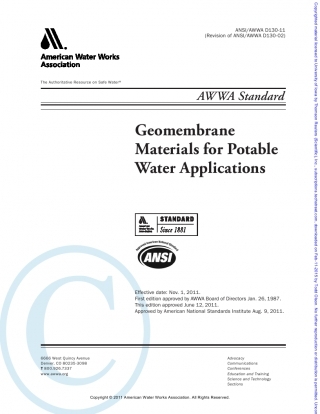 ANSI/AWWA D130-11
(Revision of ANSI/AWWA D130-02)
American Water Works
Association
The Authoritative Resource on Safe Water℠
AWWA Standard
Geomembrane
Materials for Potable
Water Applications
American
Water Works
Association
STANDARD
Since 1881
American National Standard
ANSI
Effective date: Nov. 1, 2011.
First edition approved by AWWA Board of Directors Jan. 26, 1987.
This edition approved June 12, 2011.
Approved by American National Standards Institute Aug. 9, 2011.
6666 West Quincy Avenue
Denver, CO 80235-3098
T 800.926.7337
www.awwa.org
Advocacy
Communications
Conferences
Education and Training
Science and Technology
Sections
Copyright © 2011 American Water Works Association. All Rights Reserved.